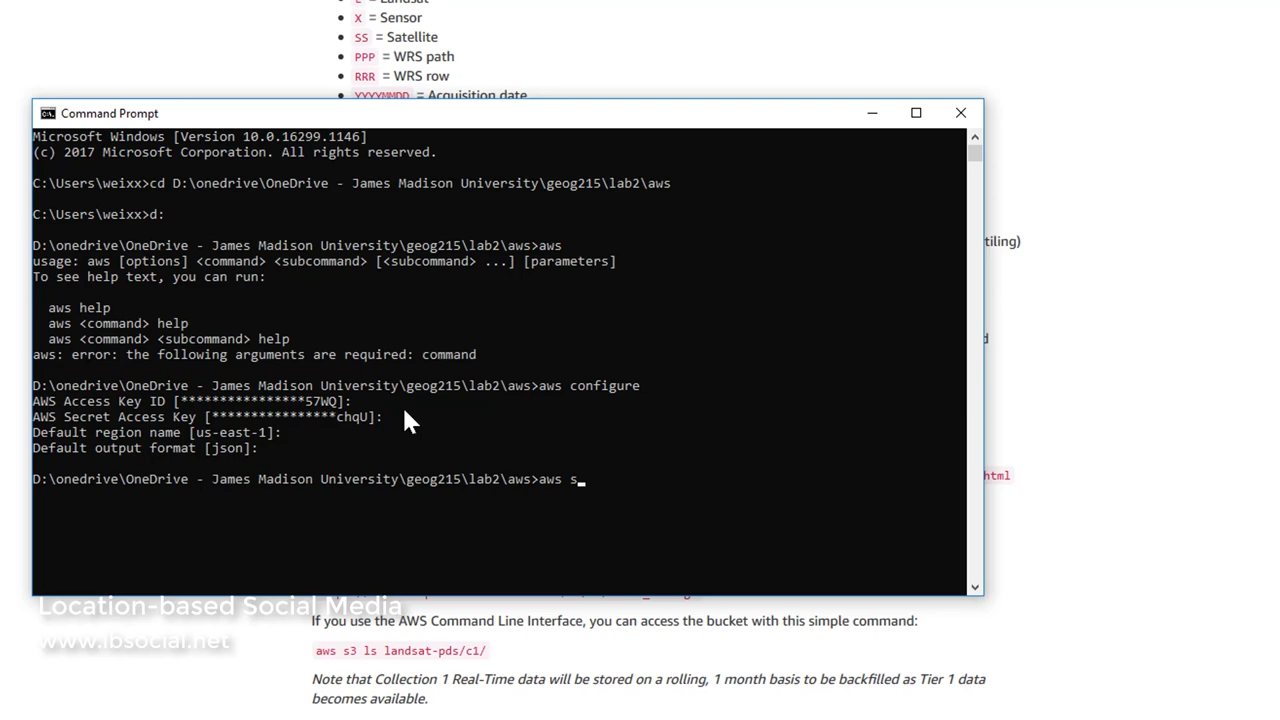 L = Landsat
X = Sensor
SS = Satellite
PPP = WRS path
RRR = WRS row
YYYYMMDD = Acquisition date
Command Prompt
Microsoft Windows [Version 10.0.16299.1146]
(c) 2017 Microsoft Corporation. All rights reserved.
C:\Users\weixx>cd D:\onedrive\OneDrive - James Madison University\geog215\lab2\aws
C:\Users\weixx>d:
D:\onedrive\OneDrive - James Madison University\geog215\lab2\aws>aws
usage: aws [options] <command> <subcommand> [<subcommand> ...] [parameters]
To see help text, you can run:
aws help
aws <command> help
aws <command> <subcommand> help
aws: error: the following arguments are required: command
tiling)
d
D:\onedrive\OneDrive - James Madison University\geog215\lab2\aws>aws configure
AWS Access Key ID [****************57WQ]:
AWS Secret Access Key [****************chqU]:
Default region name [us-east-1]:
Default output format [json]:
D:\onedrive\OneDrive - James Madison University\geog215\lab2\aws>aws s_
html
Location-based Social Media
www.lbsocial.net
If you use the AWS Command Line Interface, you can access the bucket with this simple command:
aws s3 ls landsat-pds/c1/
Note that Collection 1 Real-Time data will be stored on a rolling, 1 month basis to be backfilled as Tier 1 data
becomes available.